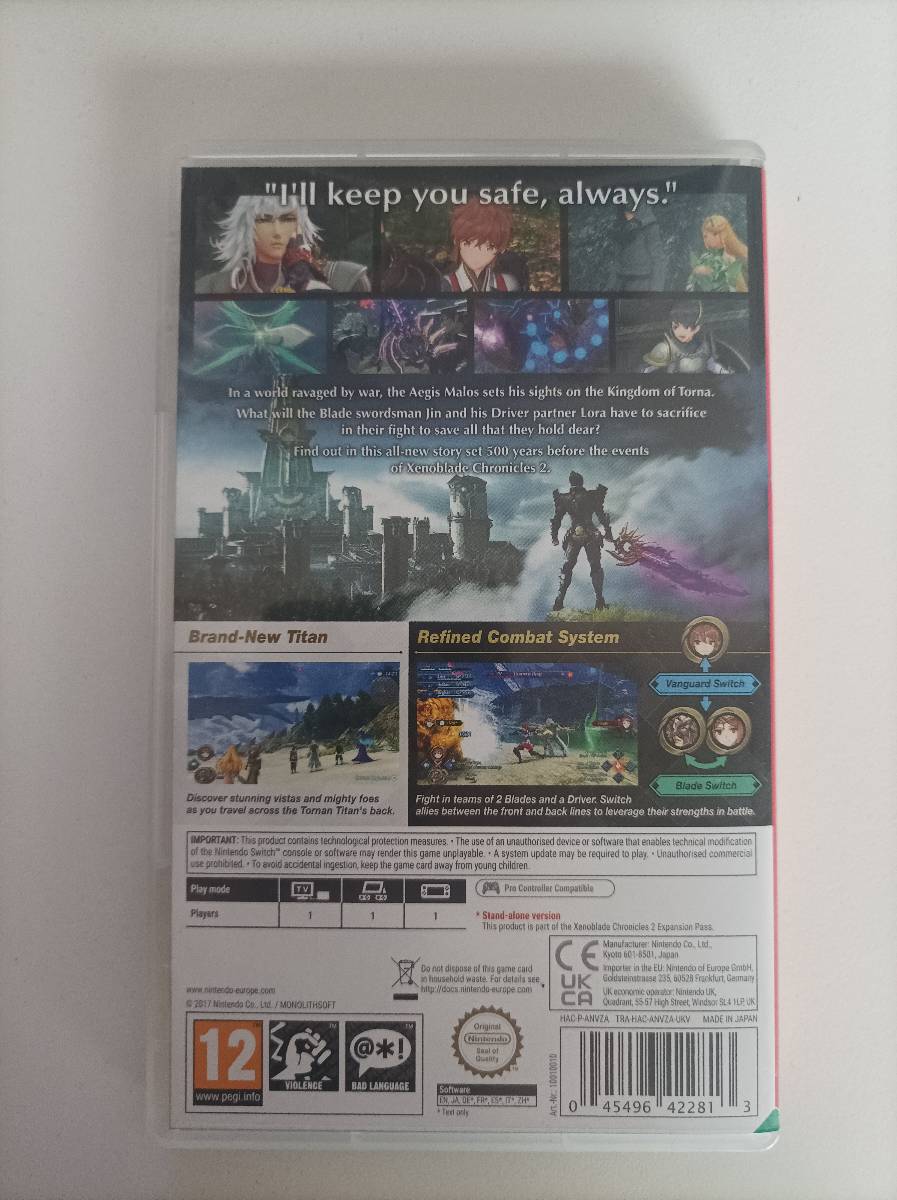 "I'll keep you safe, always."
In a world ravaged by war, the Aegis Malos sets his sights on the Kingdom of Torna.
What will the Blade swordsman Jin and his Driver partner Lora have to sacrifice
in their fight to save all that they hold dear?
Find out in this all-new story set 500 years before the events
of Xenoblade Chronicles 2.
Brand-New Titan
Refined Combat System
Vanguard Switch
Blade Switch
Discover stunning vistas and mighty foes
as you travel across the Tornan Titan's back.
Fight in teams of 2 Blades and a Driver. Switch
allies between the front and back lines to leverage their strengths in battle.
IMPORTANT: This product contains technological protection measures. • The use of an unauthorised device or software that enables technical modification
of the Nintendo Switch™ console or software may render this game unplayable. • A system update may be required to play. • Unauthorised commercial
use prohibited. • To avoid accidental ingestion, keep the game card away from young children.
Play mode
TV
Pro Controller Compatible
Players 1 1 1
* Stand-alone version
This product is part of the Xenoblade Chronicles 2 Expansion Pass.
Do not dispose of this game card
in household waste. For details see
http://docs.nintendo-europe.com
CE
UK
CA
Manufacturer: Nintendo Co., Ltd.,
Kyoto 601-8501, Japan
Importer in the EU: Nintendo of Europe GmbH,
Goldsteinstrasse 235, 60528 Frankfurt, Germany
UK economic operator: Nintendo UK,
Quadrant, 55-57 High Street, Windsor SL4 1LP, UK
www.nintendo-europe.com
© 2017 Nintendo Co., Ltd. / MONOLITHSOFT
HAC-P-ANVZA TRA-HAC-ANVZA-UKV MADE IN JAPAN
12
www.pegi.info
VIOLENCE
@*!
BAD LANGUAGE
Original
Nintendo
Seal of
Quality
Software
EN, JA, DE*, FR*, ES*, IT*, ZH*
* Text only
Art.-Nr.: 10010010
0 45496 42281 3